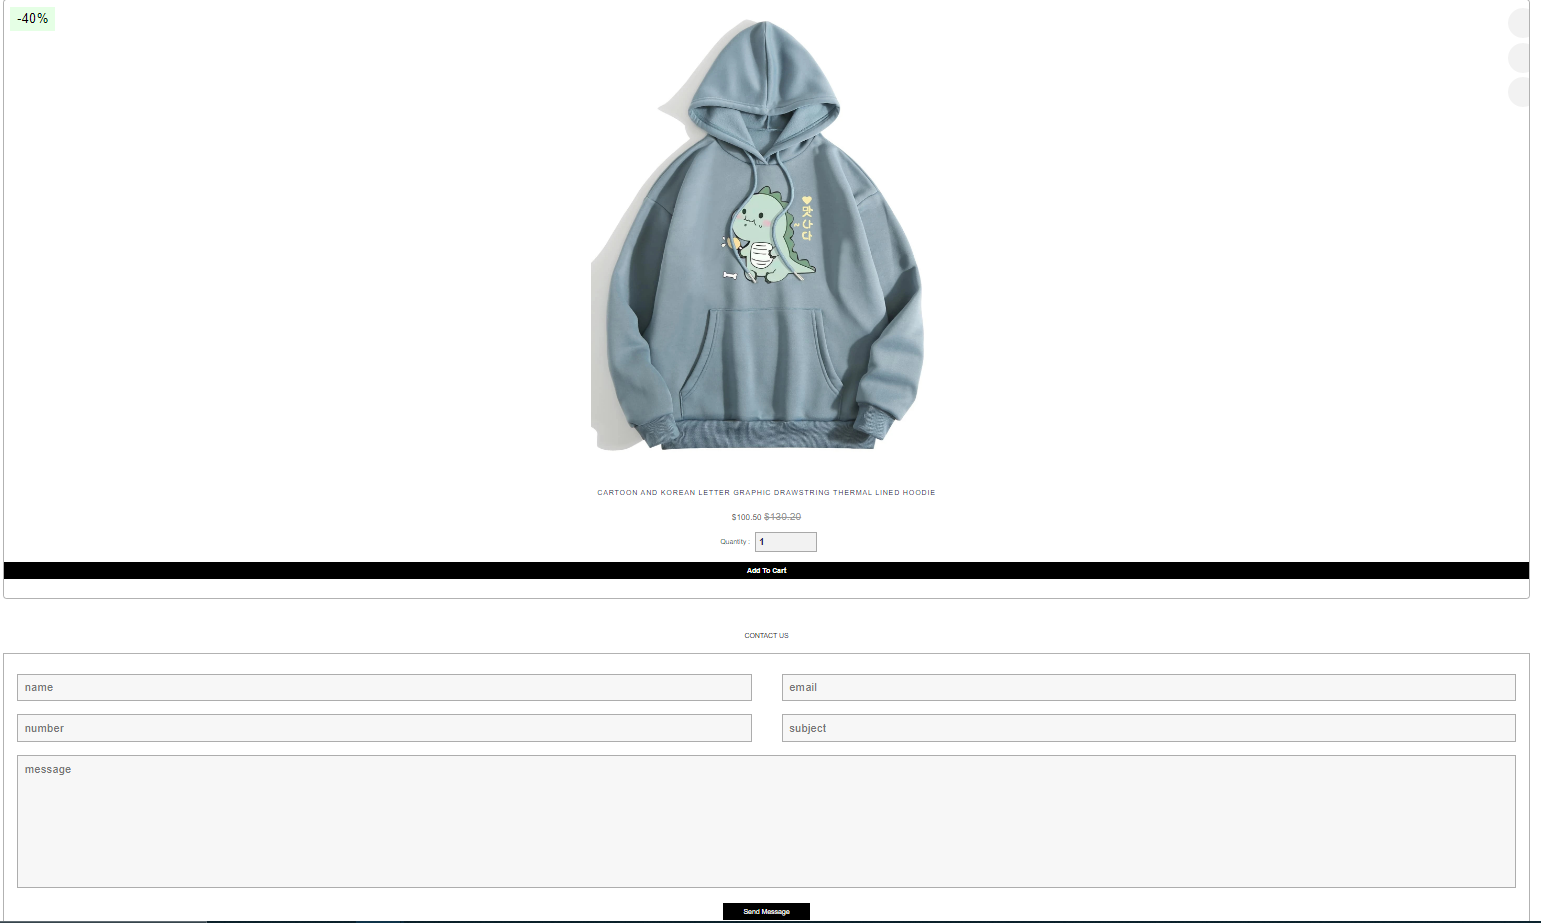 -40%
CARTOON AND KOREAN LETTER GRAPHIC DRAWSTRING THERMAL LINED HOODIE
$100.50 $130.20
Quantity : 1
Add To Cart
CONTACT US
name
email
number
subject
message
Send Message